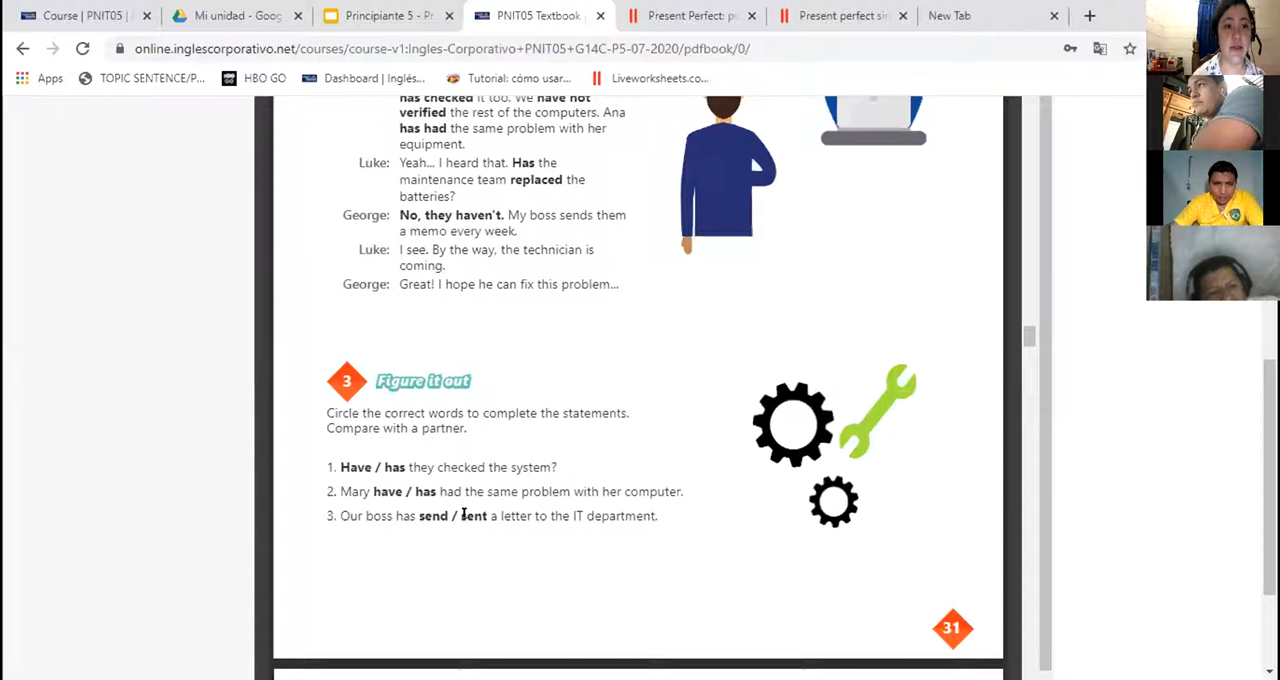 Course | PNIT05
Mi unidad - Goog
Principiante 5 - Pr
PNIT05 Textbook
Present Perfect: p
Present perfect sim
New Tab
online.inglescorporativo.net/courses/course-v1:Ingles-Corporativo+PNIT05+G14C-P5-07-2020/pdfbook/0/
Apps
TOPIC SENTENCE/P...
HBO GO
Dashboard | Inglés...
Tutorial: cómo usar...
Liveworksheets.co...
has checked it too. We have not
verified the rest of the computers. Ana
has had the same problem with her
equipment.
Luke: Yeah... I heard that. Has the
maintenance team replaced the
batteries?
George: No, they haven't. My boss sends them
a memo every week.
Luke: I see. By the way, the technician is
coming.
George: Great! I hope he can fix this problem...
3 Figure it out
Circle the correct words to complete the statements.
Compare with a partner.
1. Have / has they checked the system?
2. Mary have / has had the same problem with her computer.
3. Our boss has send / sent a letter to the IT department.
31